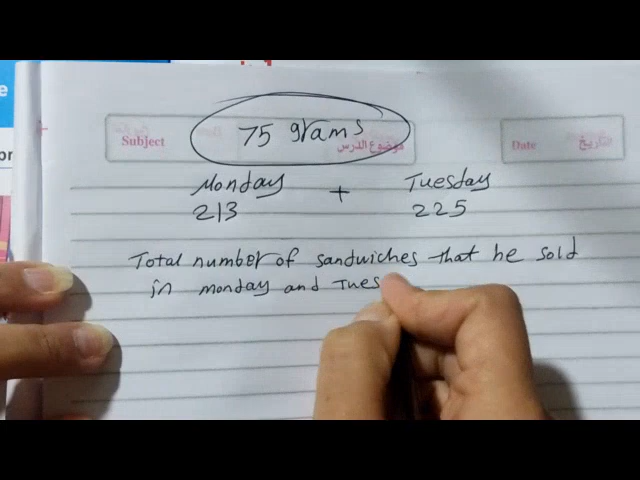 75 grams
Subject موضوع الدرس
Date التاريخ
Monday + Tuesday
213 225
Total number of sandwiches that he sold
in monday and Tues